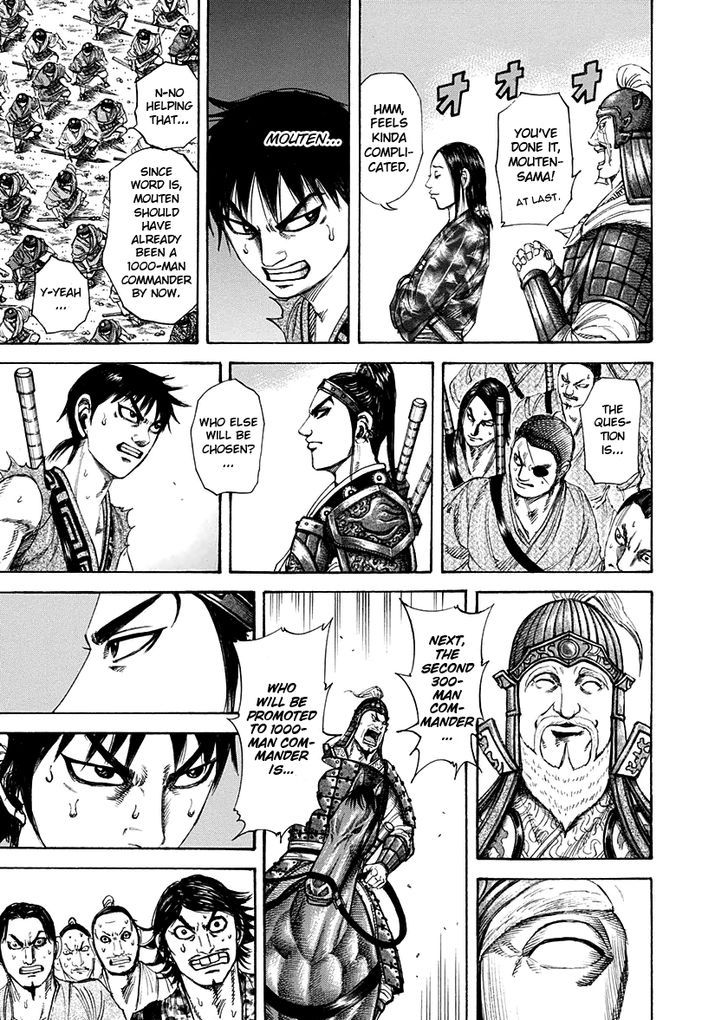 オオオ
YOU'VE
DONE IT,
MOUTEN-
SAMA!
AT LAST.
HMM,
FEELS
KINDA
COMPLI-
CATED.
MOUTEN...
N-NO
HELPING
THAT...
SINCE
WORD IS,
MOUTEN
SHOULD
HAVE
ALREADY
BEEN A
1000-MAN
COMMANDER
BY NOW.
Y-YEAH
...
THE
QUES-
TION
IS...
WHO ELSE
WILL BE
CHOSEN?
...
NEXT,
THE
SECOND
300-
MAN
COM-
MANDER
...
WHO
WILL BE
PROMOTED
TO 1000-
MAN COM-
MANDER
IS...